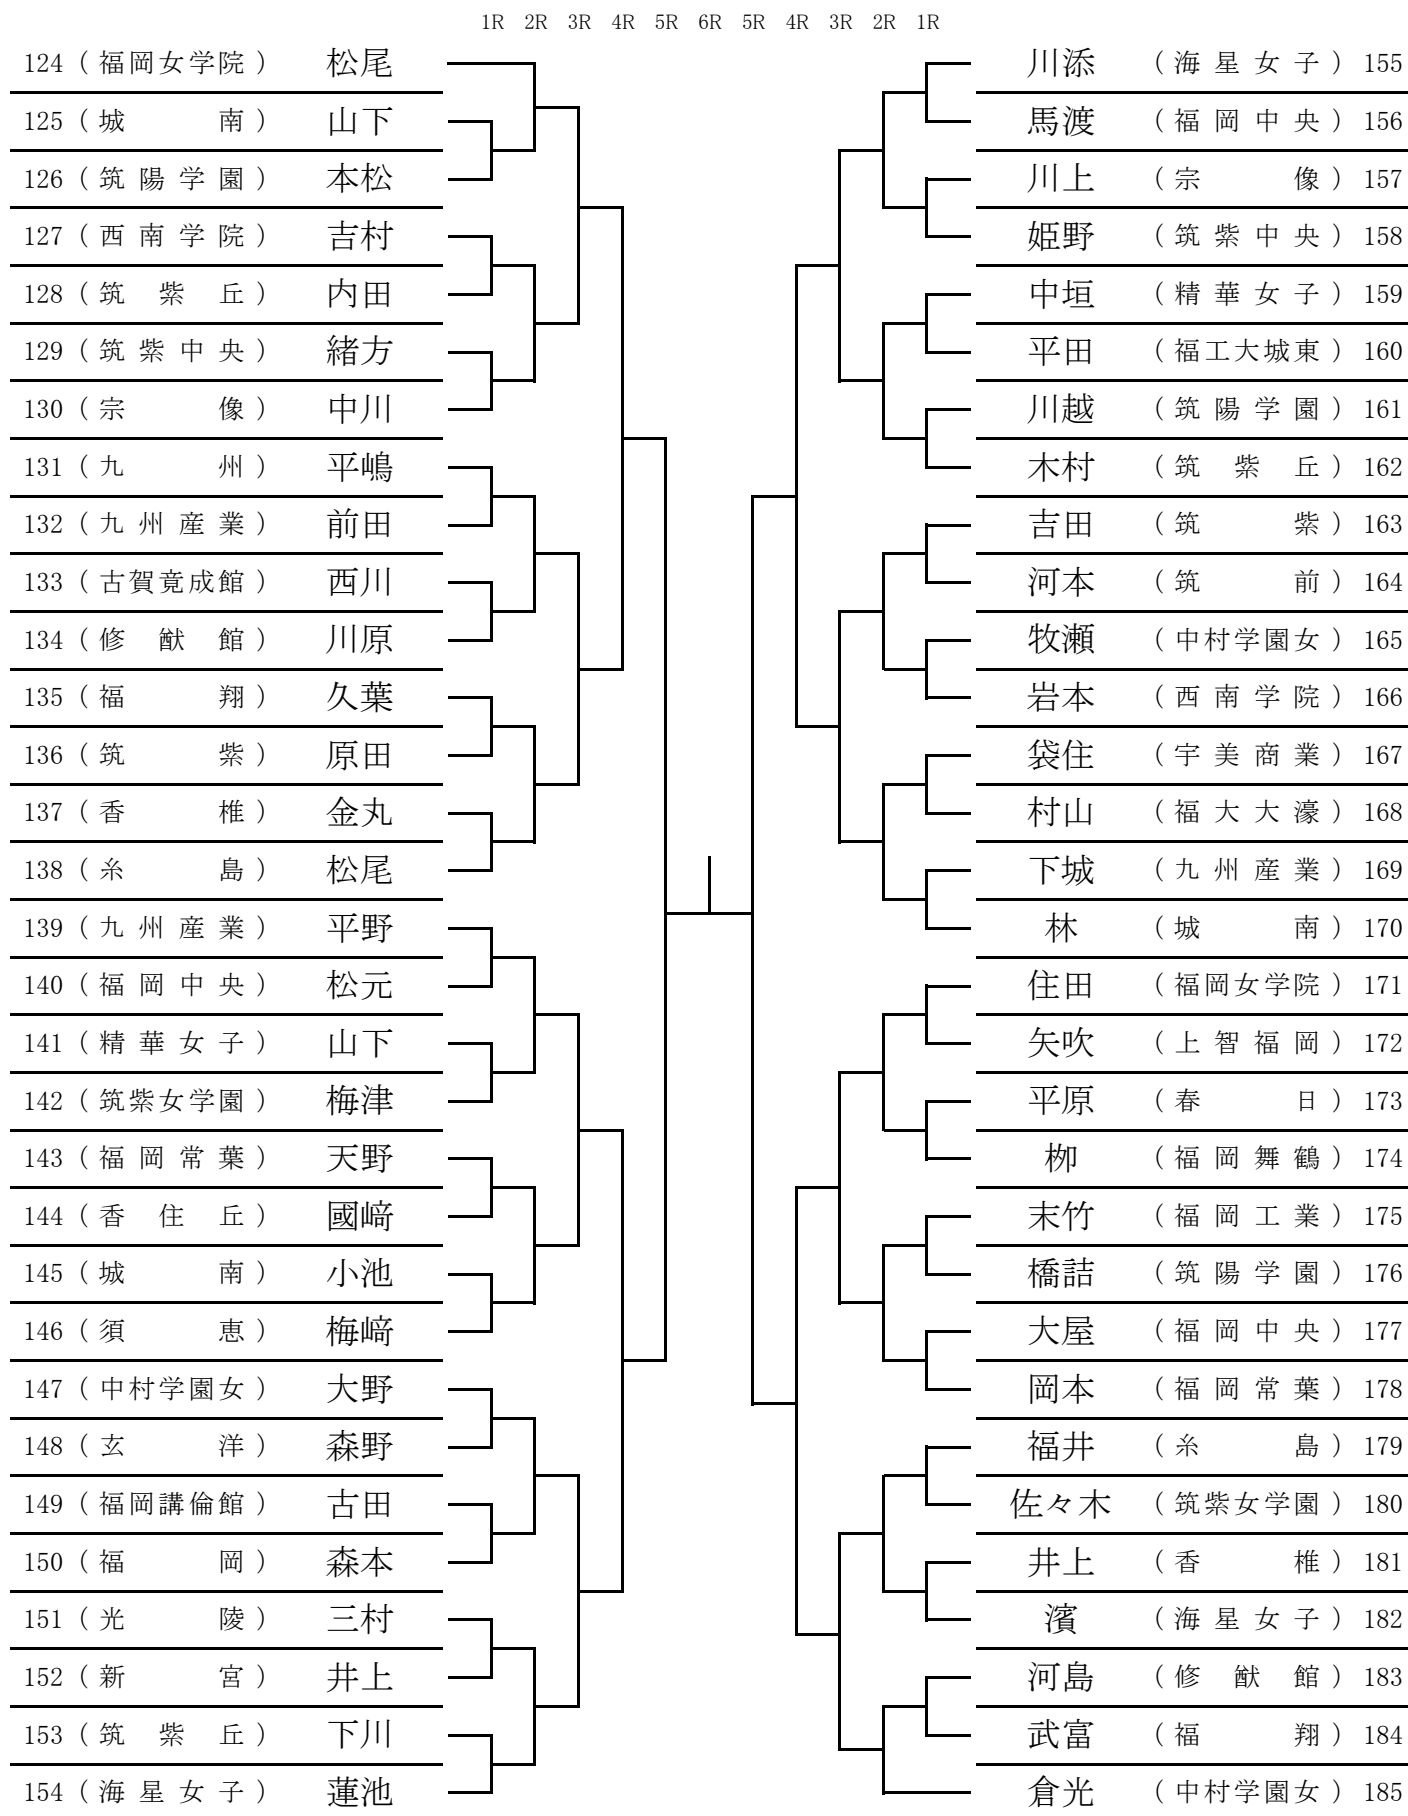 1R 2R 3R 4R 5R 6R 5R 4R 3R 2R 1R
124 ( 福岡女学院 ) 松尾
125 ( 城南 ) 山下
126 ( 筑陽学園 ) 本松
127 ( 西南学院 ) 吉村
128 ( 筑紫丘 ) 内田
129 ( 筑紫中央 ) 緒方
130 ( 宗像 ) 中川
131 ( 九州 ) 平嶋
132 ( 九州産業 ) 前田
133 ( 古賀竟成館 ) 西川
134 ( 修猷館 ) 川原
135 ( 福翔 ) 久葉
136 ( 筑紫 ) 原田
137 ( 香椎 ) 金丸
138 ( 糸島 ) 松尾
139 ( 九州産業 ) 平野
140 ( 福岡中央 ) 松元
141 ( 精華女子 ) 山下
142 ( 筑紫女学園 ) 梅津
143 ( 福岡常葉 ) 天野
144 ( 香住丘 ) 國﨑
145 ( 城南 ) 小池
146 ( 須恵 ) 梅﨑
147 ( 中村学園女 ) 大野
148 ( 玄洋 ) 森野
149 ( 福岡講倫館 ) 古田
150 ( 福岡 ) 森本
151 ( 光陵 ) 三村
152 ( 新宮 ) 井上
153 ( 筑紫丘 ) 下川
154 ( 海星女子 ) 蓮池
川添 ( 海星女子 ) 155
馬渡 ( 福岡中央 ) 156
川上 ( 宗像 ) 157
姫野 ( 筑紫中央 ) 158
中垣 ( 精華女子 ) 159
平田 ( 福工大城東 ) 160
川越 ( 筑陽学園 ) 161
木村 ( 筑紫丘 ) 162
吉田 ( 筑紫 ) 163
河本 ( 筑前 ) 164
牧瀬 ( 中村学園女 ) 165
岩本 ( 西南学院 ) 166
袋住 ( 宇美商業 ) 167
村山 ( 福大大濠 ) 168
下城 ( 九州産業 ) 169
林 ( 城南 ) 170
住田 ( 福岡女学院 ) 171
矢吹 ( 上智福岡 ) 172
平原 ( 春日 ) 173
栁 ( 福岡舞鶴 ) 174
末竹 ( 福岡工業 ) 175
橋詰 ( 筑陽学園 ) 176
大屋 ( 福岡中央 ) 177
岡本 ( 福岡常葉 ) 178
福井 ( 糸島 ) 179
佐々木 ( 筑紫女学園 ) 180
井上 ( 香椎 ) 181
濱 ( 海星女子 ) 182
河島 ( 修猷館 ) 183
武富 ( 福翔 ) 184
倉光 ( 中村学園女 ) 185